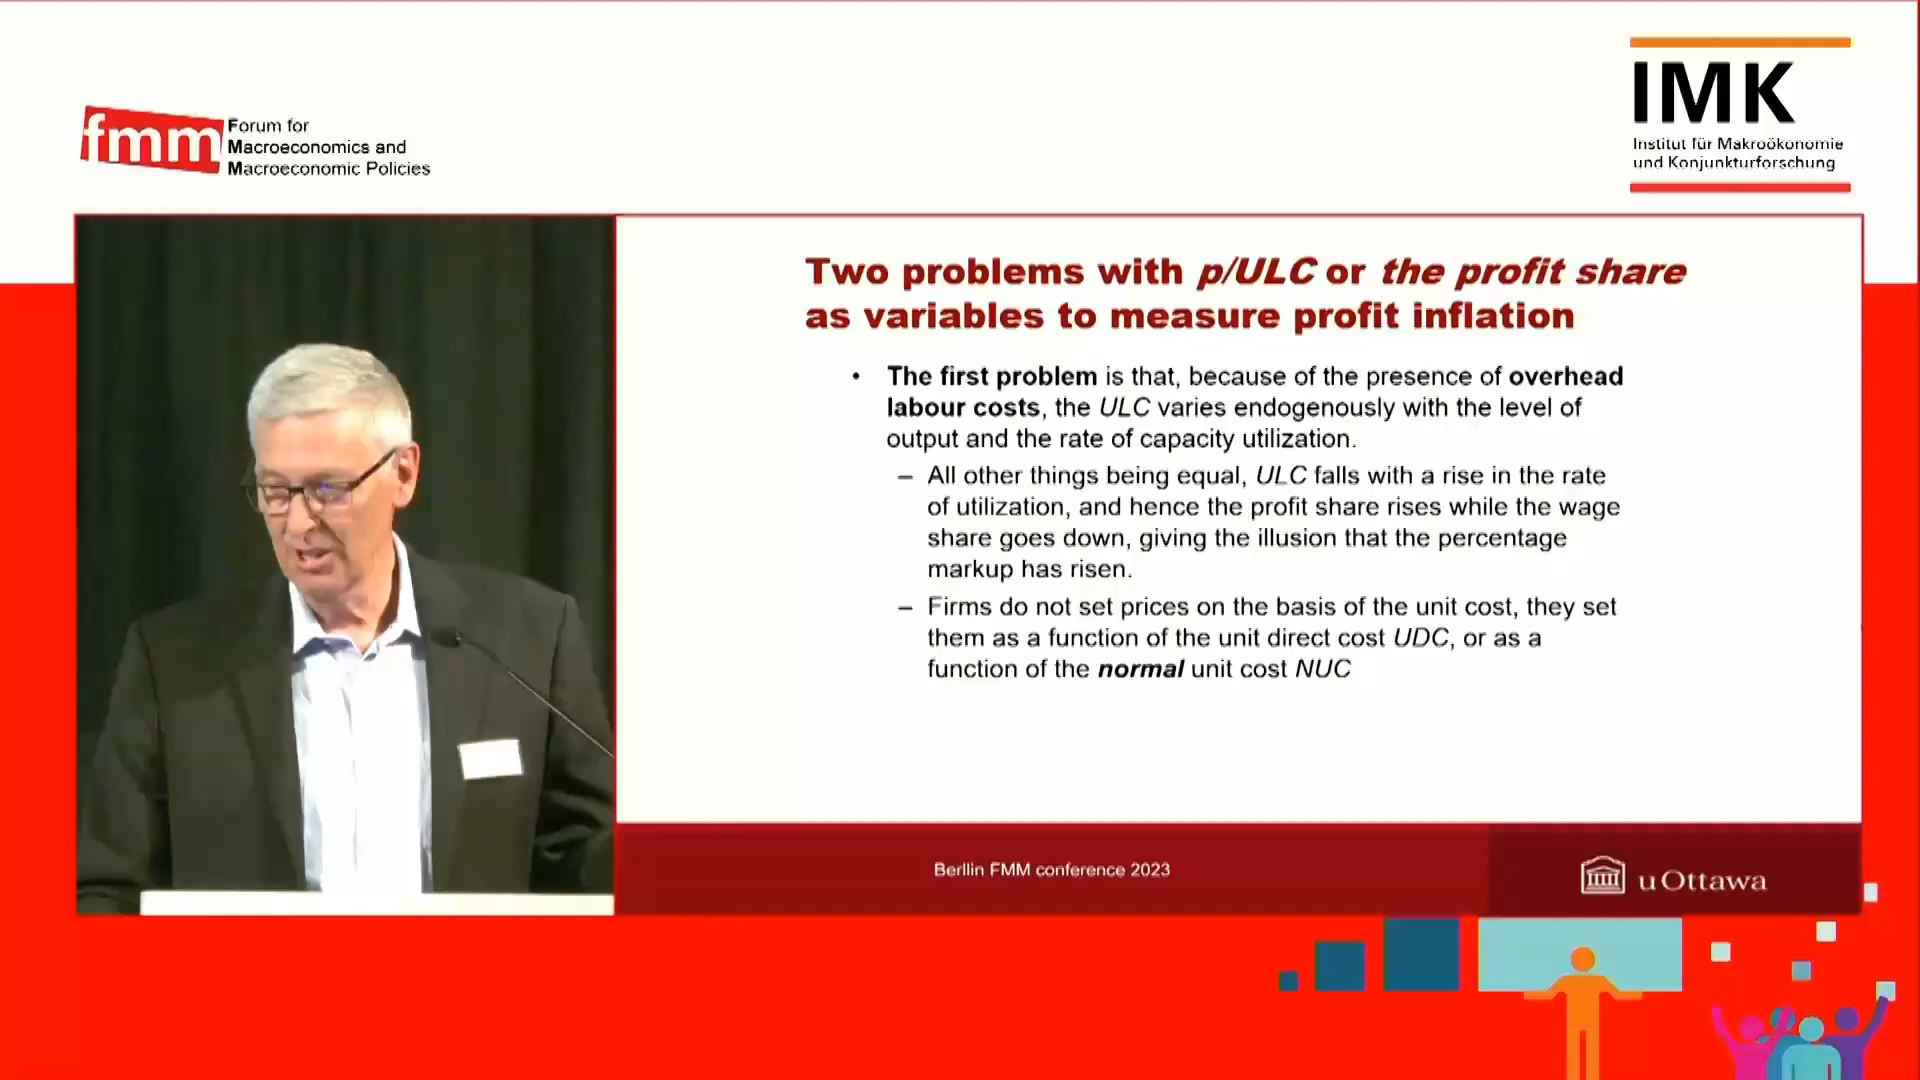 fmm
Forum for
Macroeconomics and
Macroeconomic Policies
IMK
Institut für Makroökonomie
und Konjunkturforschung
Two problems with p/ULC or the profit share
as variables to measure profit inflation
• The first problem is that, because of the presence of overhead
labour costs, the ULC varies endogenously with the level of
output and the rate of capacity utilization.
– All other things being equal, ULC falls with a rise in the rate
of utilization, and hence the profit share rises while the wage
share goes down, giving the illusion that the percentage
markup has risen.
– Firms do not set prices on the basis of the unit cost, they set
them as a function of the unit direct cost UDC, or as a
function of the normal unit cost NUC
Berllin FMM conference 2023
uOttawa